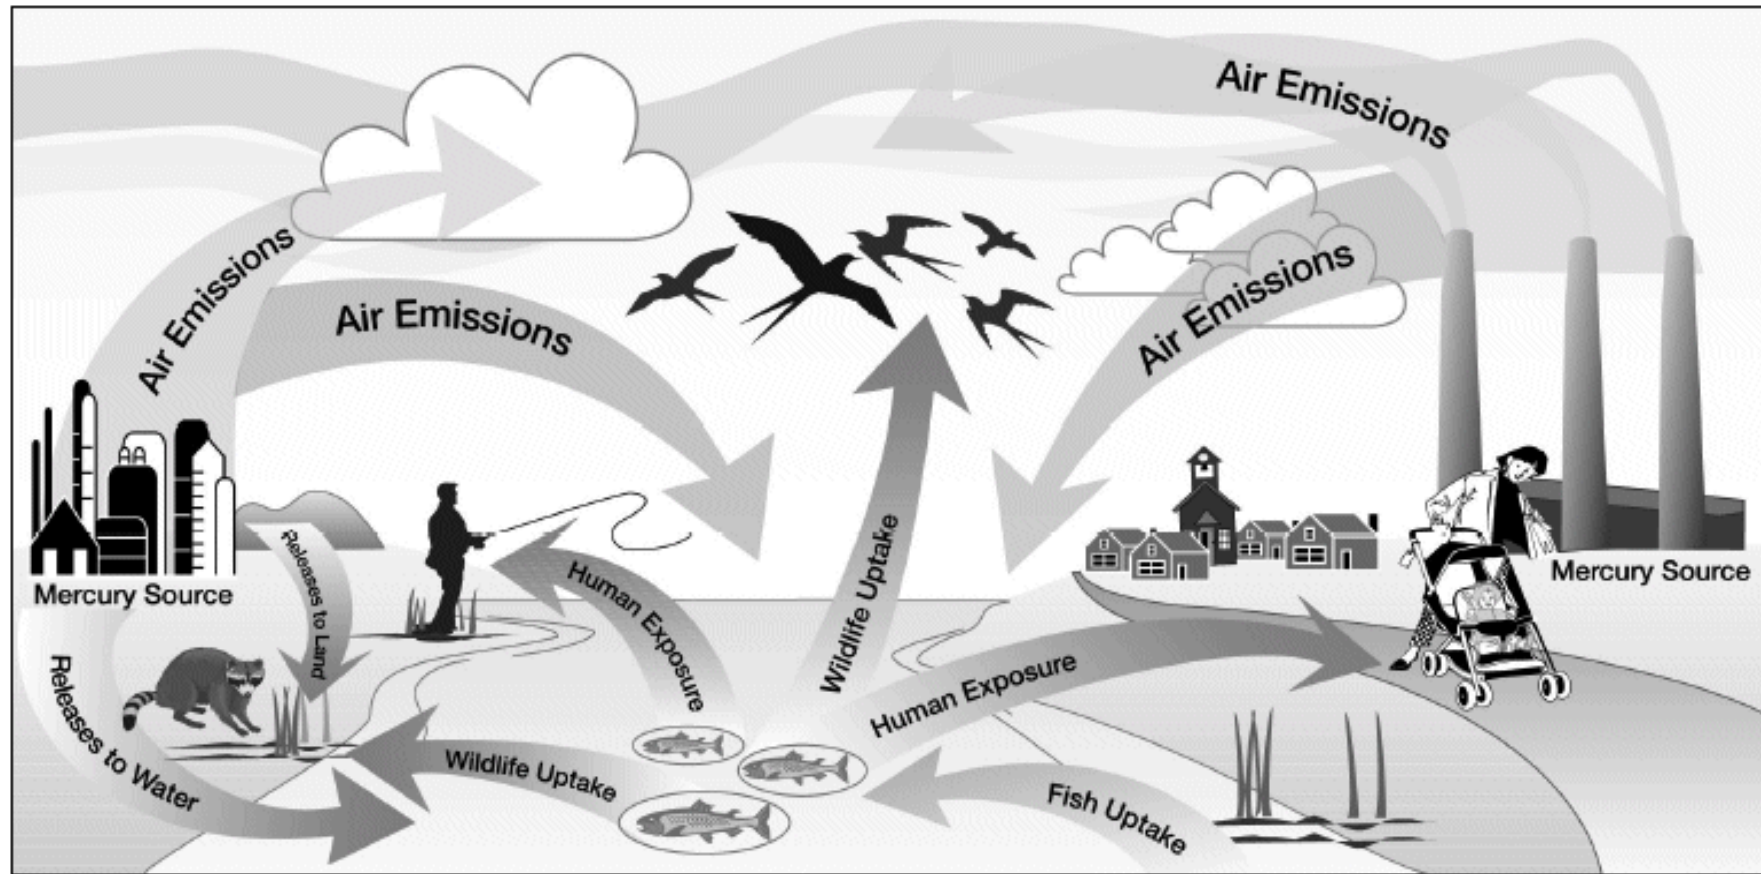 Air Emissions
Air Emissions
Air Emissions
Air Emissions
Mercury Source
Releases to Land
Human Exposure
Wildlife Uptake
Mercury Source
Releases to Water
Human Exposure
Wildlife Uptake
Fish Uptake